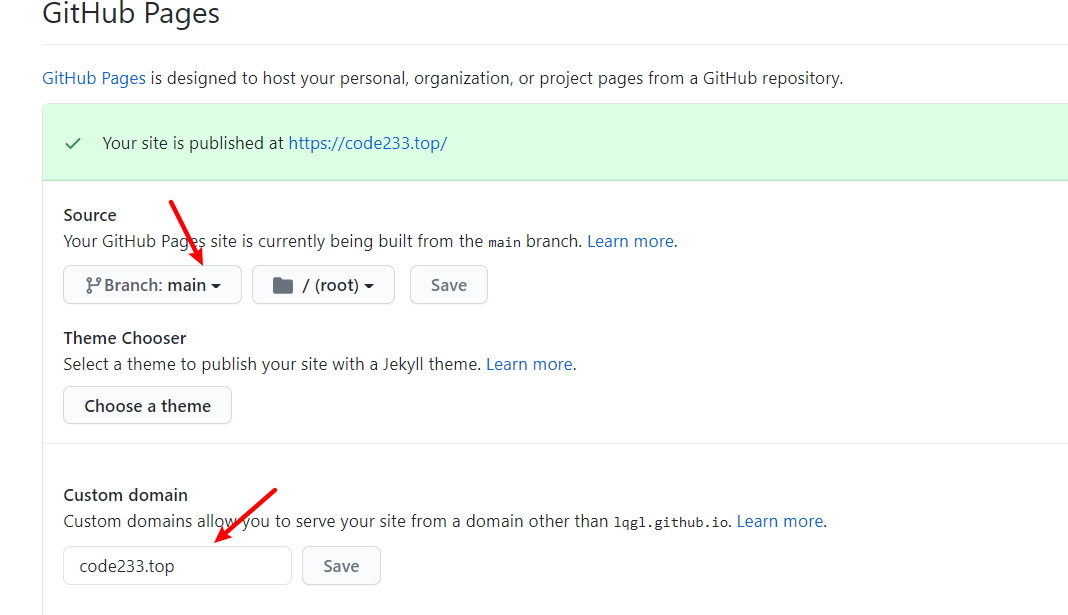 GitHub Pages
GitHub Pages is designed to host your personal, organization, or project pages from a GitHub repository.
Your site is published at https://code233.top/
Source
Your GitHub Pages site is currently being built from the main branch. Learn more.
Branch: main
/ (root)
Save
Theme Chooser
Select a theme to publish your site with a Jekyll theme. Learn more.
Choose a theme
Custom domain
Custom domains allow you to serve your site from a domain other than lqgl.github.io. Learn more.
code233.top
Save